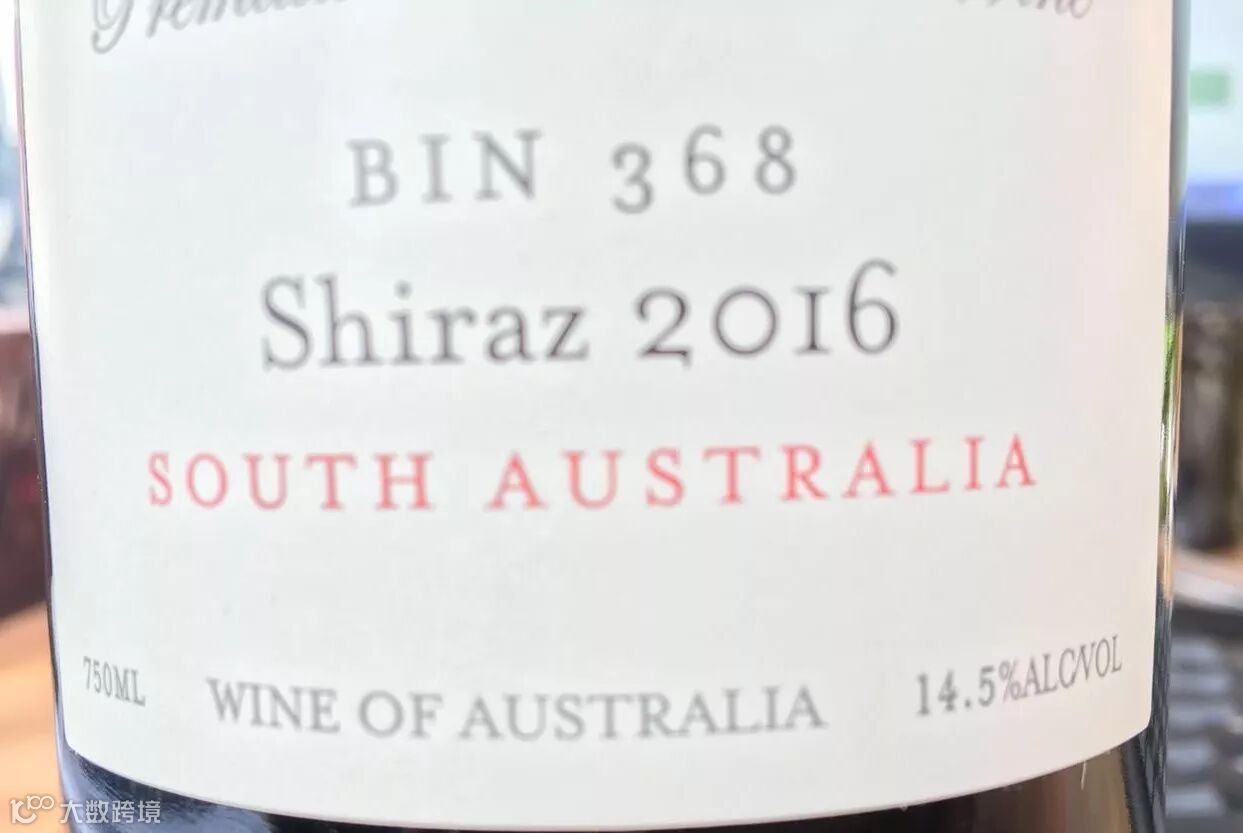 BIN 368
Shiraz 2016
SOUTH AUSTRALIA
750ML WINE OF AUSTRALIA 14.5%ALC/VOL
大数跨境